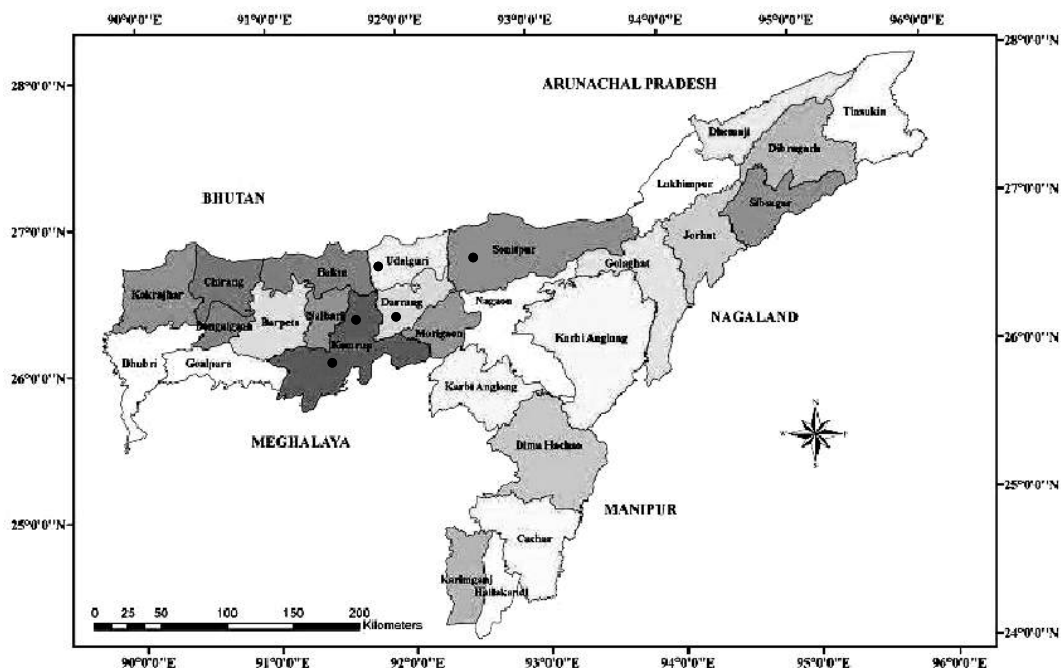 90°0'0"E 91°0'0"E 92°0'0"E 93°0'0"E 94°0'0"E 95°0'0"E 96°0'0"E
28°0'0"N
28°0'0"N
ARUNACHAL PRADESH
Tinsukia
Dhemaji
Dibrugarh
Lakhimpur
27°0'0"N
BHUTAN
Sibsagar
27°0'0"N
Jorhat
Sonitpur
Udalguri
Golaghat
Baksa
Chirang
Kokrajhar
Nagaon
Darrang
Barpeta
Nalbari
NAGALAND
Bongaigaon
Morigaon
Kamrup
Karbi Anglong
26°0'0"N
Dhubri
Goalpara
26°0'0"N
Karbi Anglong
N
W E
S
MEGHALAYA
Dima Hachao
25°0'0"N
MANIPUR
25°0'0"N
Cachar
Karimganj
Hailakandi
0 25 50 100 150 200
Kilometers
24°0'0"N
90°0'0"E 91°0'0"E 92°0'0"E 93°0'0"E 94°0'0"E 95°0'0"E 96°0'0"E